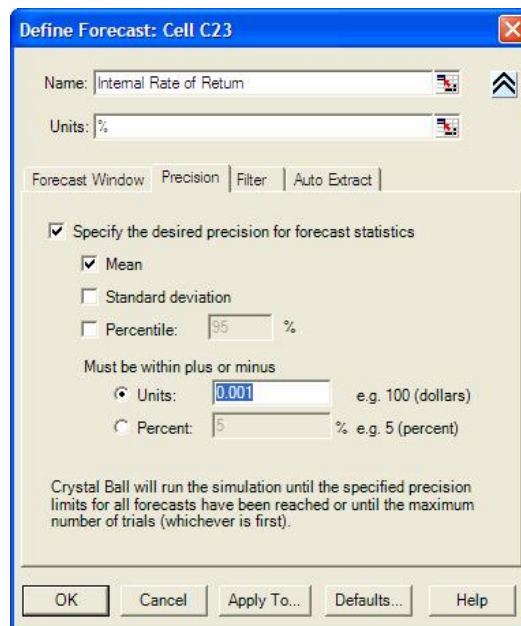 Define Forecast: Cell C23
Name: Internal Rate of Return
Units: %
Forecast Window Precision Filter Auto Extract
Specify the desired precision for forecast statistics
Mean
Standard deviation
Percentile: 95 %
Must be within plus or minus
Units: 0.001 e.g. 100 (dollars)
Percent: 5 % e.g. 5 (percent)
Crystal Ball will run the simulation until the specified precision
limits for all forecasts have been reached or until the maximum
number of trials (whichever is first).
OK Cancel Apply To... Defaults... Help